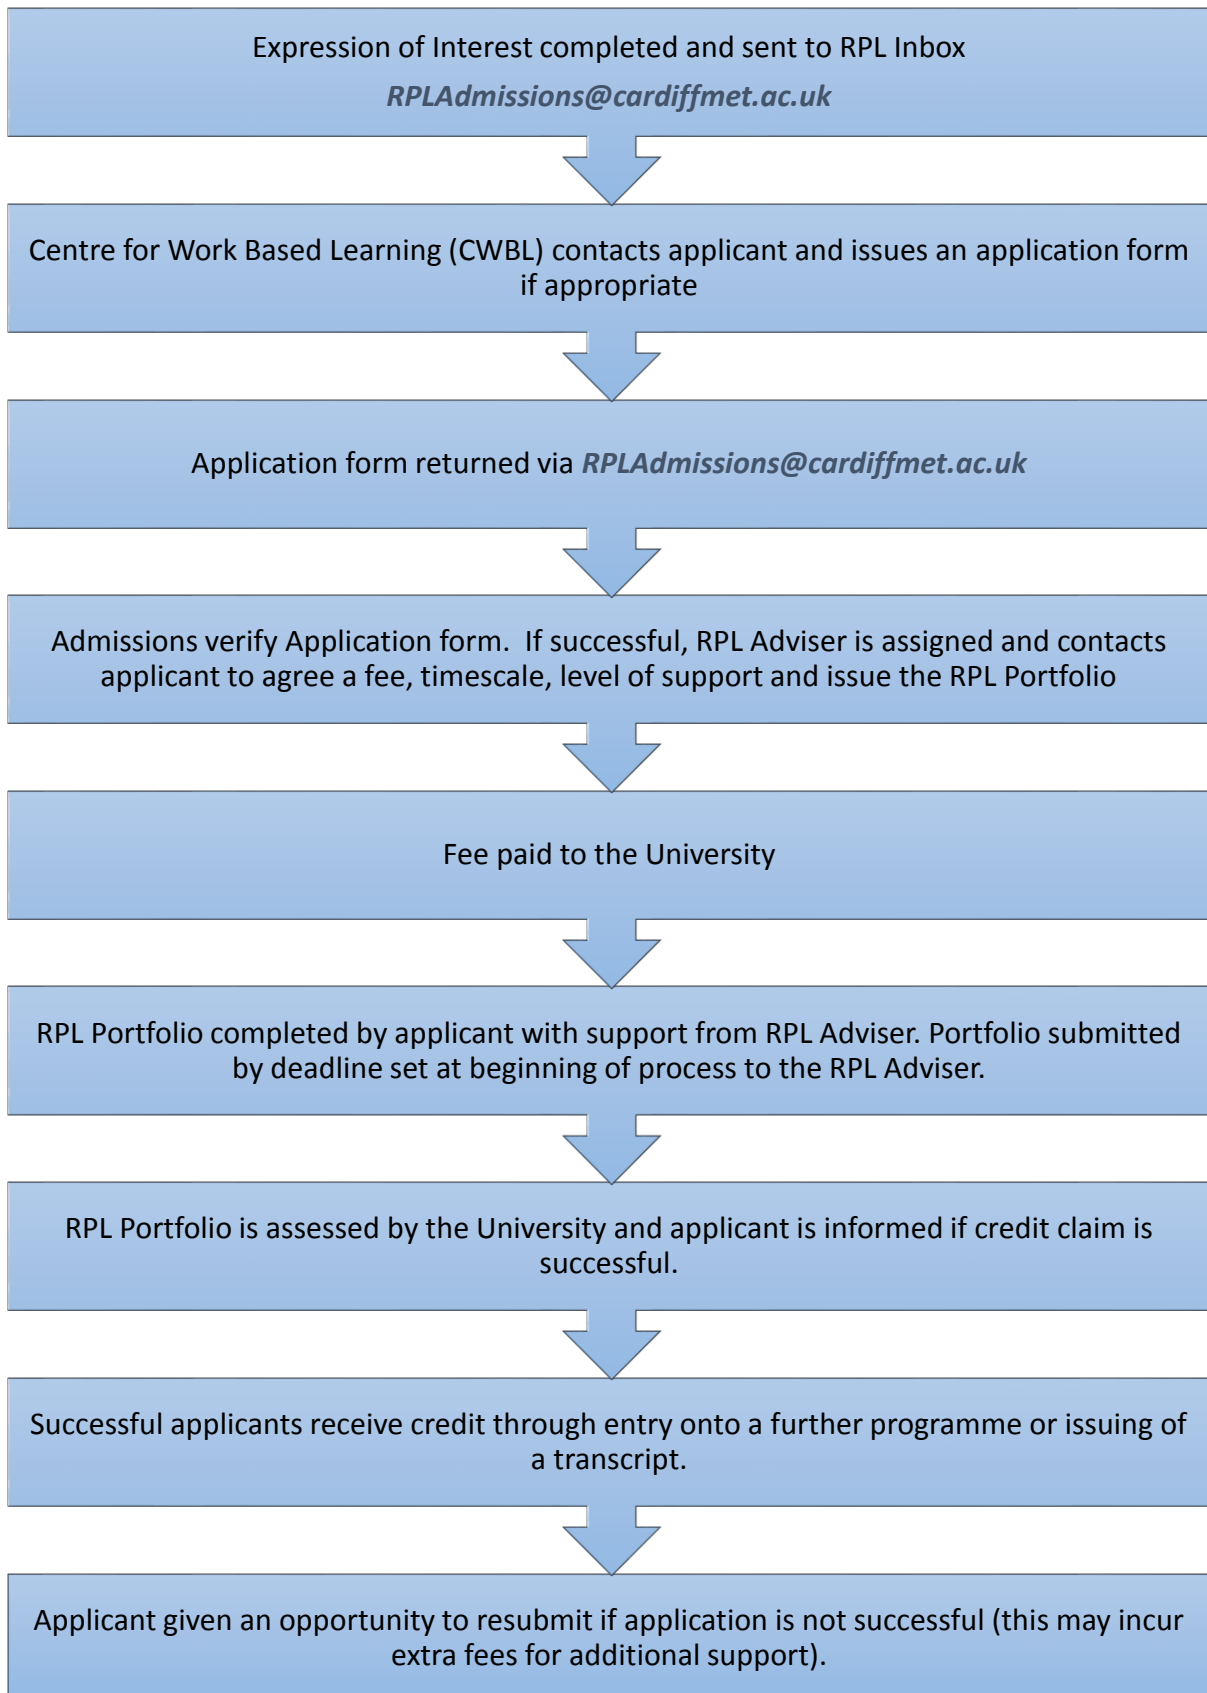 Expression of Interest completed and sent to RPL Inbox
RPLAdmissions@cardiffmet.ac.uk
Centre for Work Based Learning (CWBL) contacts applicant and issues an application form
if appropriate
Application form returned via RPLAdmissions@cardiffmet.ac.uk
Admissions verify Application form.  If successful, RPL Adviser is assigned and contacts
applicant to agree a fee, timescale, level of support and issue the RPL Portfolio
Fee paid to the University
RPL Portfolio completed by applicant with support from RPL Adviser. Portfolio submitted
by deadline set at beginning of process to the RPL Adviser.
RPL Portfolio is assessed by the University and applicant is informed if credit claim is
successful.
Successful applicants receive credit through entry onto a further programme or issuing of
a transcript.
Applicant given an opportunity to resubmit if application is not successful (this may incur
extra fees for additional support).